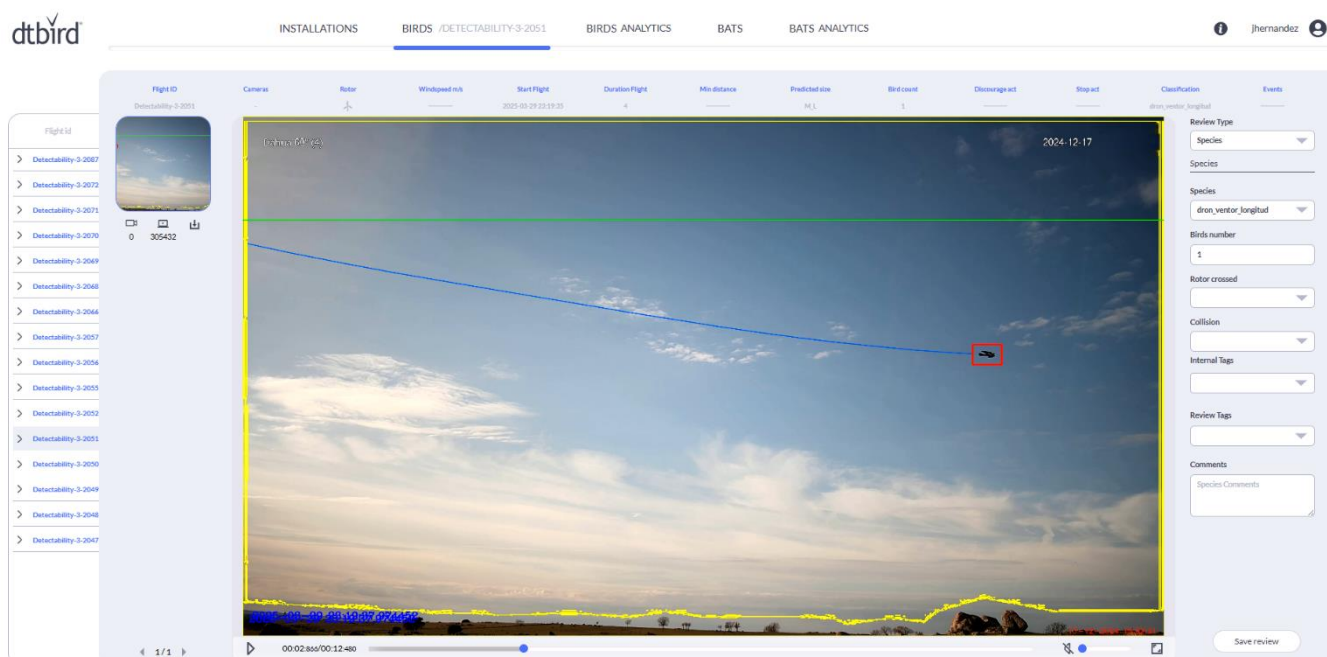 dtbird
INSTALLATIONS
BIRDS /DETECTABILITY-3-2051
BIRDS ANALYTICS
BATS
BATS ANALYTICS
jhernandez
Flight ID
Cameras
Rotor
Windspeed m/s
Start Flight
Duration Flight
Min distance
Predicted size
Bird count
Discourage act
Stop act
Classification
Events
Detectability-3-2051
2025-03-29 23:19:35
4
M_L
1
dron_ventor_longitud
Flight id
Detectability-3-2087
Detectability-3-2072
Detectability-3-2071
Detectability-3-2070
Detectability-3-2069
Detectability-3-2068
Detectability-3-2066
Detectability-3-2057
Detectability-3-2056
Detectability-3-2055
Detectability-3-2052
Detectability-3-2051
Detectability-3-2050
Detectability-3-2049
Detectability-3-2048
Detectability-3-2047
0
305432
2024-12-17
Review Type
Species
Species
Species
dron_ventor_longitud
Birds number
1
Rotor crossed
Collision
Internal Tags
Review Tags
Comments
Species Comments
1/1
00:02:866/00:12:480
Save review